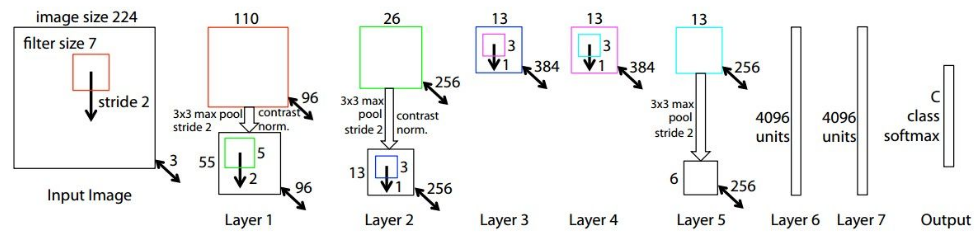 image size 224
filter size 7
stride 2
3
Input Image
110
96
3x3 max pool
stride 2
contrast
norm.
55
5
2
96
Layer 1
26
256
3x3 max
pool
stride 2
contrast
norm.
13
3
1
256
Layer 2
13
3
1
384
Layer 3
13
3
1
384
Layer 4
13
256
3x3 max
pool
stride 2
6
256
Layer 5
4096
units
Layer 6
4096
units
Layer 7
C
class
softmax
Output